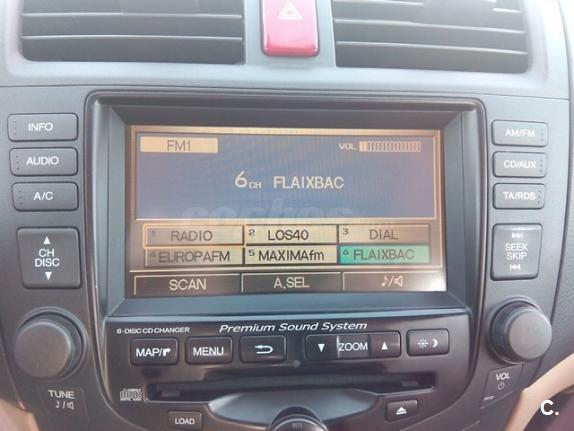 INFO
AUDIO
A/C
CH
DISC
TUNE
AM/FM
CD/AUX
TA/RDS
SEEK
SKIP
VOL
FM1
VOL
6CH FLAIXBAC
1 RADIO
2 LOS40
3 DIAL
4 EUROPAFM
5 MAXIMAfm
6 FLAIXBAC
SCAN
A.SEL
6-DISC CD CHANGER
Premium Sound System
MAP/
MENU
ZOOM
LOAD
coches
C.